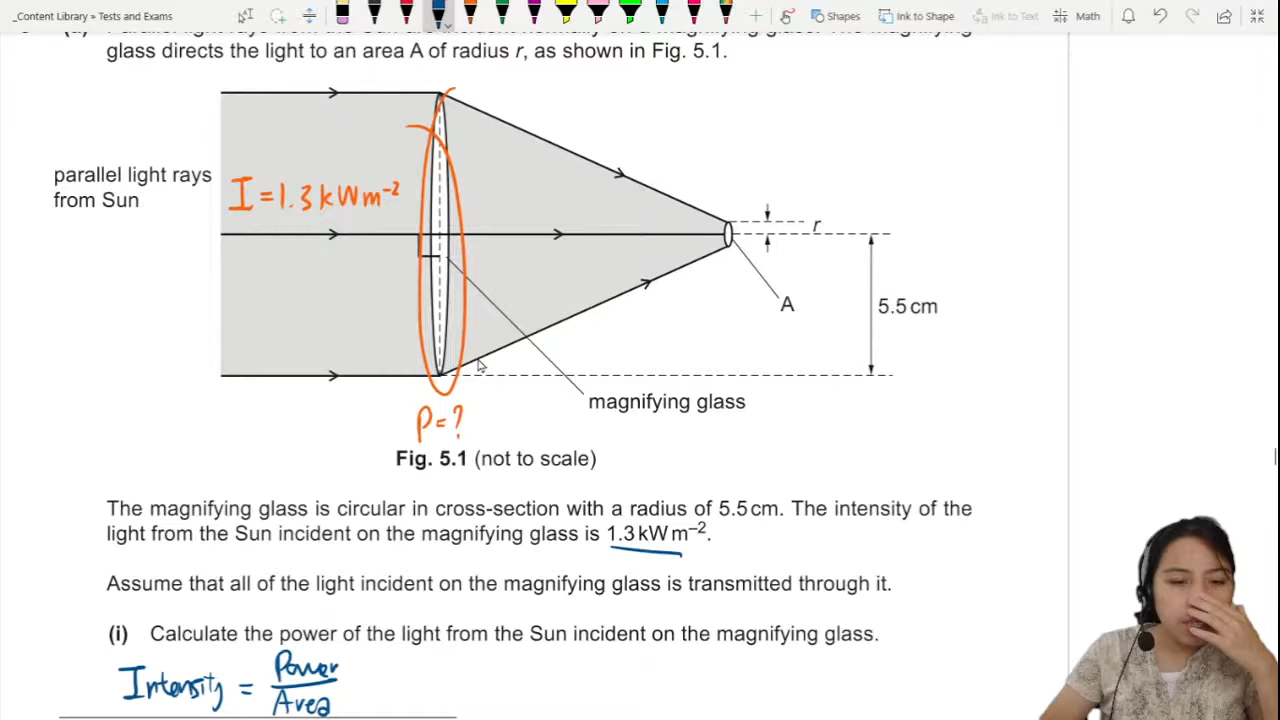 _Content Library » Tests and Exams
Shapes
Ink to Shape
Ink to Text
Math
glass directs the light to an area A of radius r, as shown in Fig. 5.1.
parallel light rays
from Sun
I = 1.3 kW m⁻²
r
A
5.5 cm
magnifying glass
P = ?
Fig. 5.1 (not to scale)
The magnifying glass is circular in cross-section with a radius of 5.5 cm. The intensity of the
light from the Sun incident on the magnifying glass is 1.3 kW m⁻².
Assume that all of the light incident on the magnifying glass is transmitted through it.
(i) Calculate the power of the light from the Sun incident on the magnifying glass.
Intensity = Power
Area